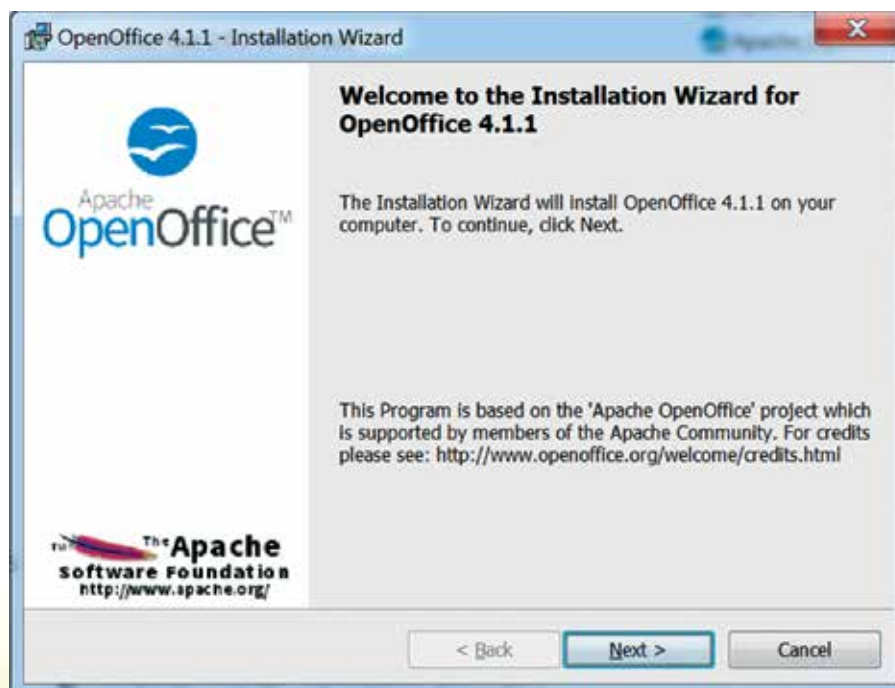 OpenOffice 4.1.1 - Installation Wizard
Welcome to the Installation Wizard for
OpenOffice 4.1.1
Apache
OpenOffice™
The Installation Wizard will install OpenOffice 4.1.1 on your
computer. To continue, click Next.
This Program is based on the 'Apache OpenOffice' project which
is supported by members of the Apache Community. For credits
please see: http://www.openoffice.org/welcome/credits.html
The Apache
Software Foundation
http://www.apache.org/
< Back
Next >
Cancel